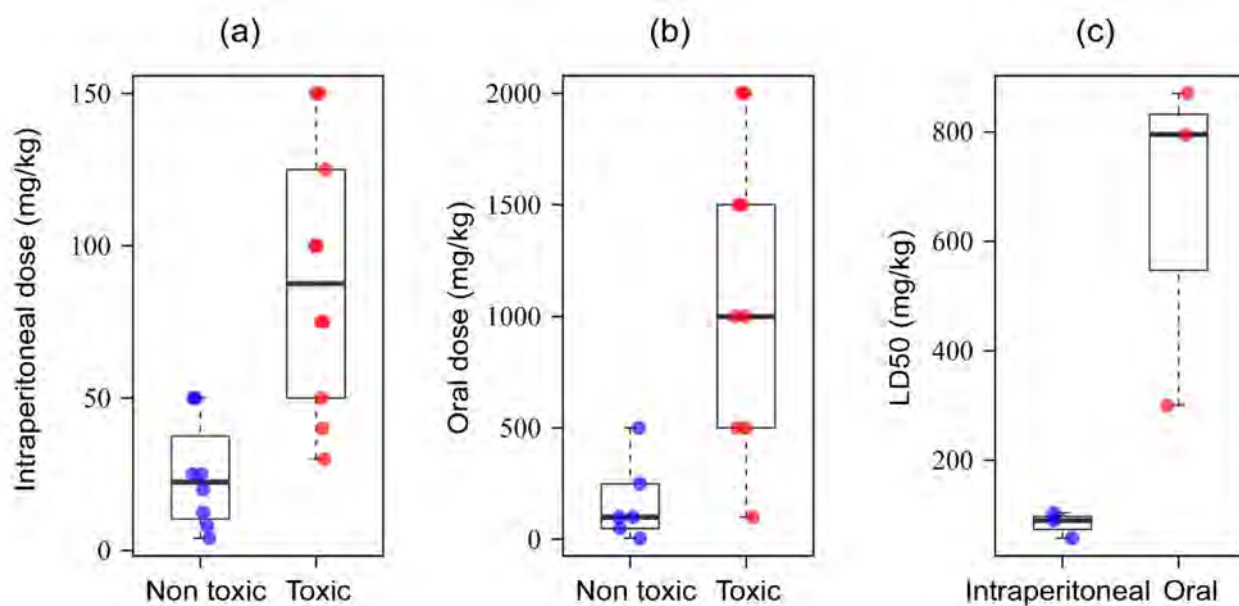 (a)
Intraperitoneal dose (mg/kg)
150
100
50
0
Non toxic Toxic
(b)
Oral dose (mg/kg)
2000
1500
1000
500
0
Non toxic Toxic
(c)
LD50 (mg/kg)
800
600
400
200
Intraperitoneal Oral